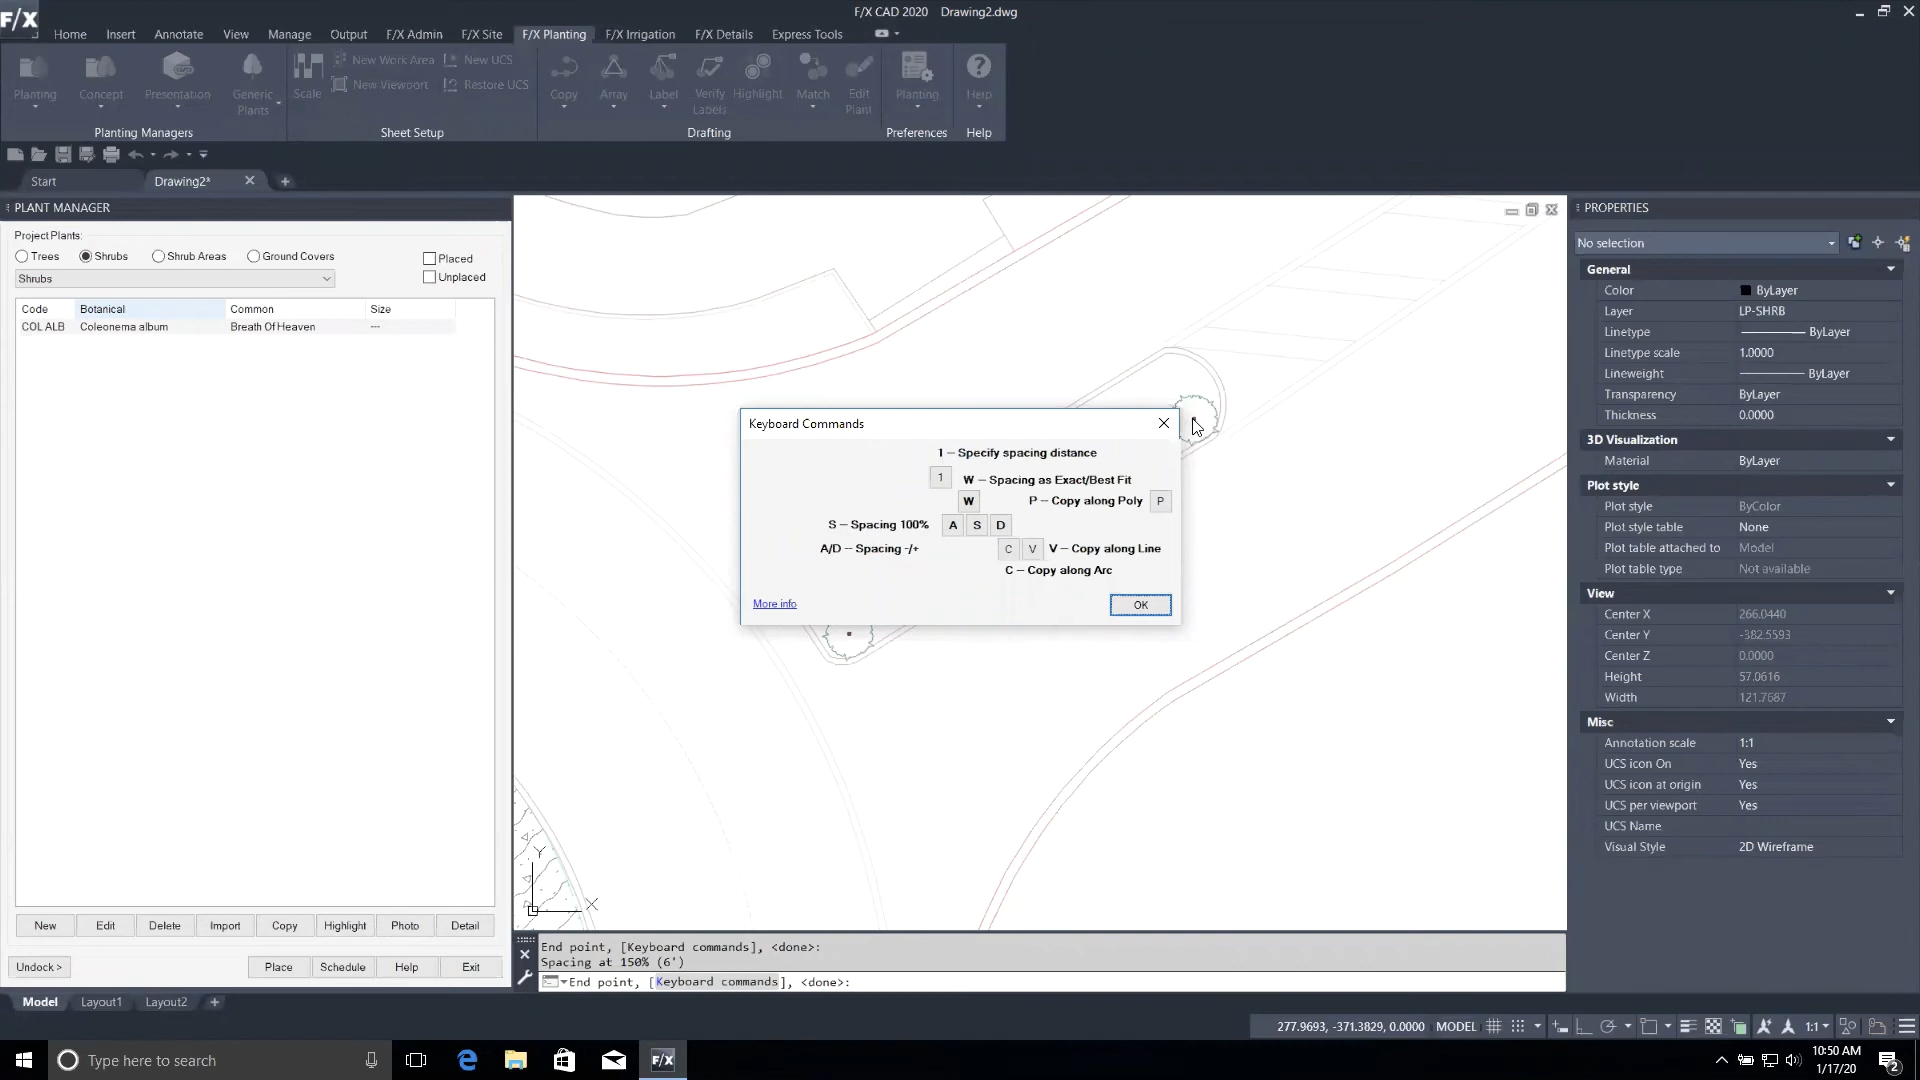 F/X
F/X CAD 2020 Drawing2.dwg
Home Insert Annotate View Manage Output F/X Admin F/X Site F/X Planting F/X Irrigation F/X Details Express Tools
Planting Concept Presentation Generic Plants Scale New Work Area New UCS
New Viewport Restore UCS
Copy Array Label Verify Labels Highlight Match Edit Plant Planting Help
Planting Managers Sheet Setup Drafting Preferences Help
Start Drawing2*
PLANT MANAGER
Project Plants:
Trees Shrubs Shrub Areas Ground Covers Placed
Unplaced
Shrubs
Code Botanical Common Size
COL ALB Coleonema album Breath Of Heaven ---
New Edit Delete Import Copy Highlight Photo Detail
Undock > Place Schedule Help Exit
Keyboard Commands
1 – Specify spacing distance
1
W – Spacing as Exact/Best Fit
W P – Copy along Poly P
S – Spacing 100% A S D
A/D – Spacing -/+ C V V – Copy along Line
C – Copy along Arc
More info OK
Y
X
End point, [Keyboard commands], <done>:
Spacing at 150% (6')
End point, [Keyboard commands], <done>:
PROPERTIES
No selection
General
Color ByLayer
Layer LP-SHRB
Linetype ByLayer
Linetype scale 1.0000
Lineweight ByLayer
Transparency ByLayer
Thickness 0.0000
3D Visualization
Material ByLayer
Plot style
Plot style ByColor
Plot style table None
Plot table attached to Model
Plot table type Not available
View
Center X 266.0440
Center Y -382.5593
Center Z 0.0000
Height 57.0616
Width 121.7687
Misc
Annotation scale 1:1
UCS icon On Yes
UCS icon at origin Yes
UCS per viewport Yes
UCS Name
Visual Style 2D Wireframe
Model Layout1 Layout2
277.9693, -371.3829, 0.0000 MODEL 1:1
Type here to search F/X
10:50 AM
1/17/20
2